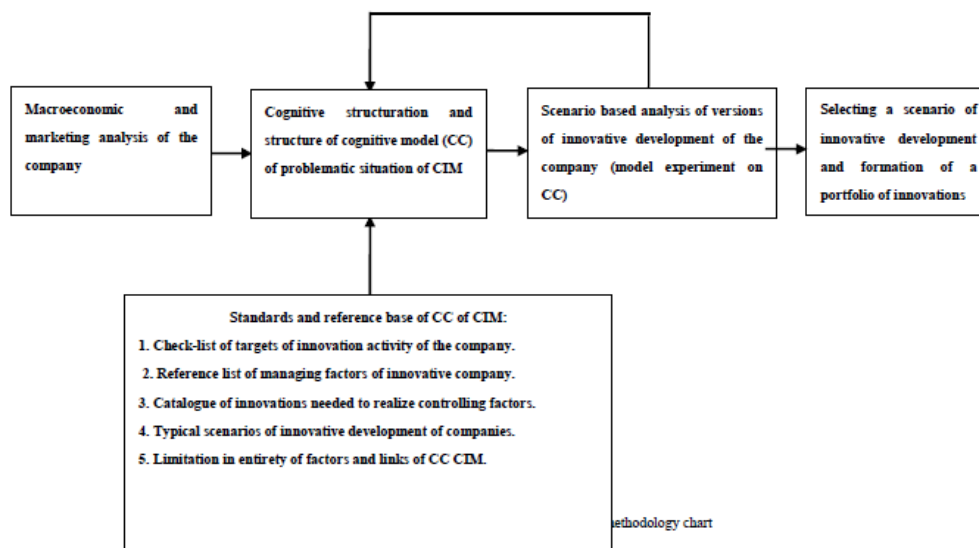 Macroeconomic and
marketing analysis of the
company
Cognitive structuration and
structure of cognitive model (CC)
of problematic situation of CIM
Scenario based analysis of versions
of innovative development of the
company (model experiment on
CC)
Selecting a scenario of
innovative development
and formation of a
portfolio of innovations
Standards and reference base of CC of CIM:
1. Check-list of targets of innovation activity of the company.
2. Reference list of managing factors of innovative company.
3. Catalogue of innovations needed to realize controlling factors.
4. Typical scenarios of innovative development of companies.
5. Limitation in entirety of factors and links of CC CIM.
chart